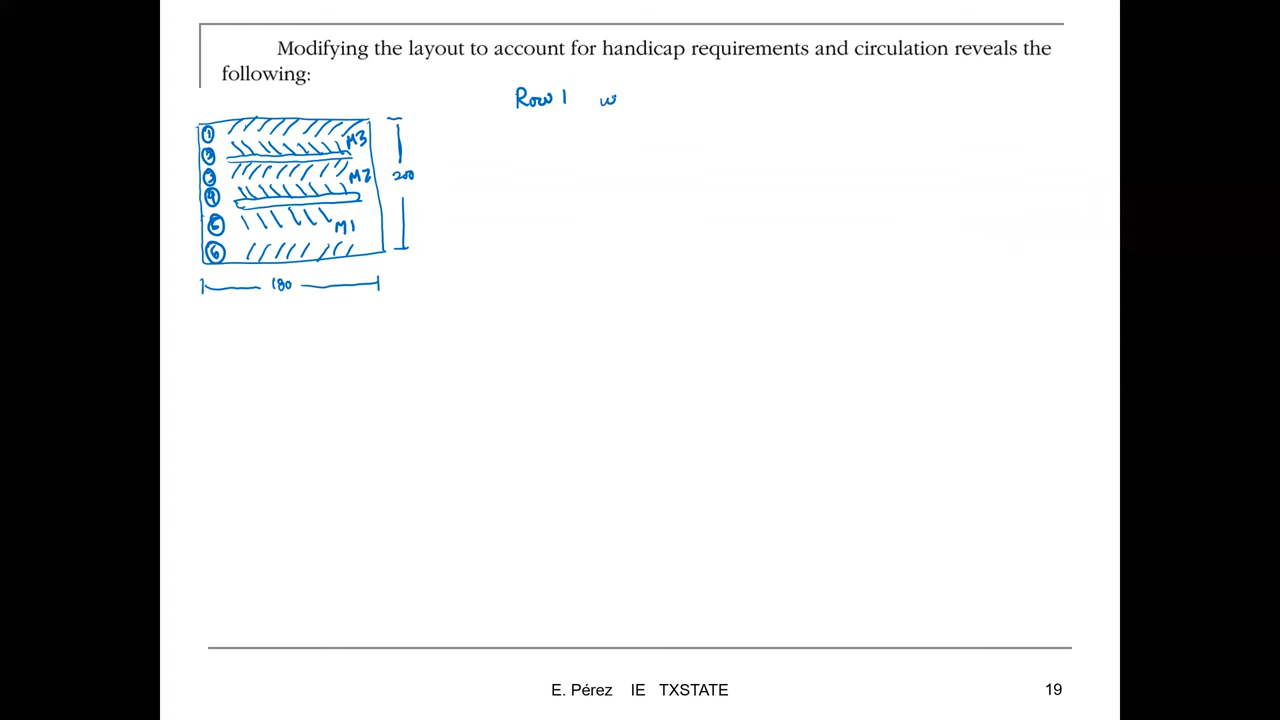 Modifying the layout to account for handicap requirements and circulation reveals the
following:
Row 1 w
1
M3
2
3
M2
200
4
5
M1
6
180
E. Pérez IE TXSTATE
19